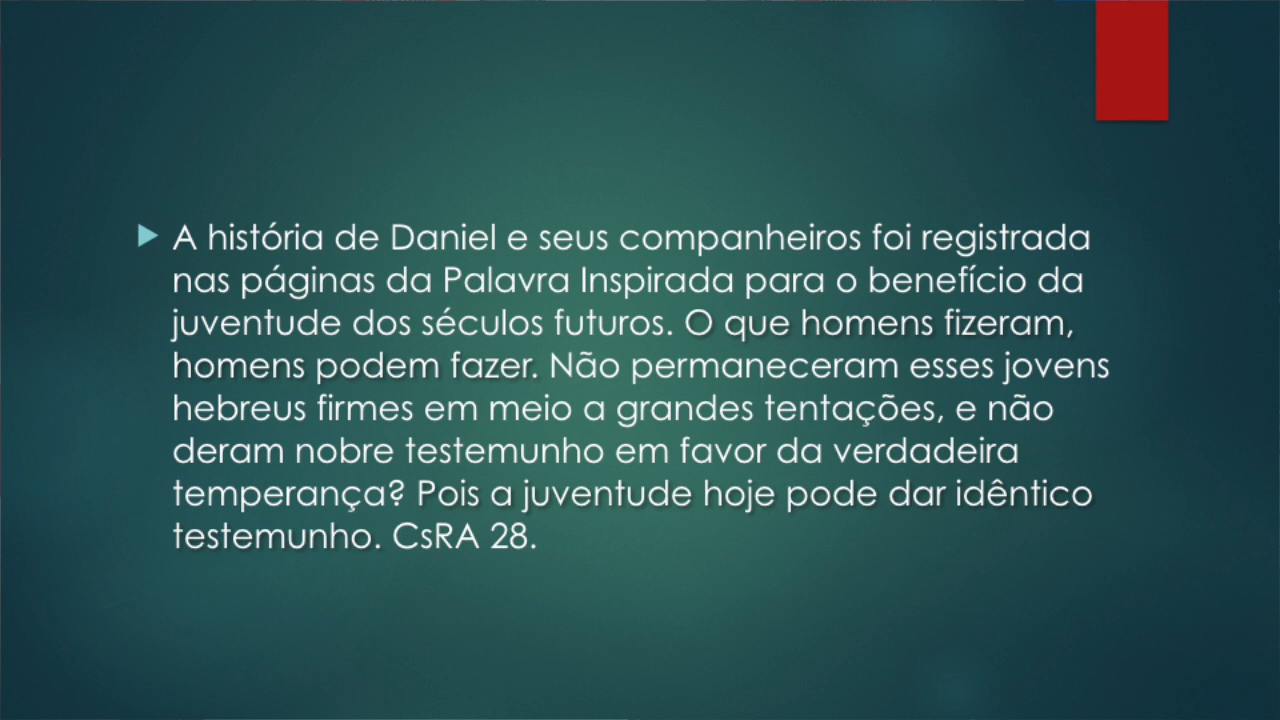 A história de Daniel e seus companheiros foi registrada
nas páginas da Palavra Inspirada para o benefício da
juventude dos séculos futuros. O que homens fizeram,
homens podem fazer. Não permaneceram esses jovens
hebreus firmes em meio a grandes tentações, e não
deram nobre testemunho em favor da verdadeira
temperança? Pois a juventude hoje pode dar idêntico
testemunho. CsRA 28.